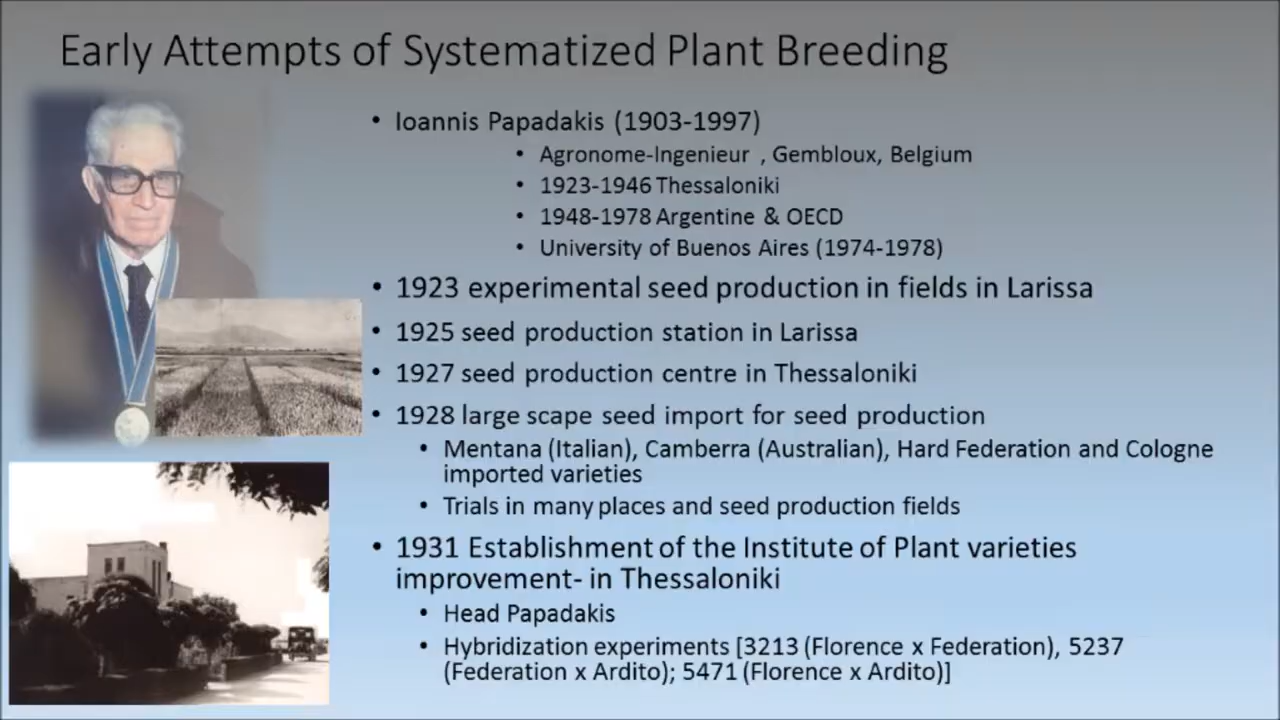 Early Attempts of Systematized Plant Breeding
• Ioannis Papadakis (1903-1997)
• Agronome-Ingenieur , Gembloux, Belgium
• 1923-1946 Thessaloniki
• 1948-1978 Argentine & OECD
• University of Buenos Aires (1974-1978)
• 1923 experimental seed production in fields in Larissa
• 1925 seed production station in Larissa
• 1927 seed production centre in Thessaloniki
• 1928 large scape seed import for seed production
• Mentana (Italian), Camberra (Australian), Hard Federation and Cologne
imported varieties
• Trials in many places and seed production fields
• 1931 Establishment of the Institute of Plant varieties
improvement- in Thessaloniki
• Head Papadakis
• Hybridization experiments [3213 (Florence x Federation), 5237
(Federation x Ardito); 5471 (Florence x Ardito)]